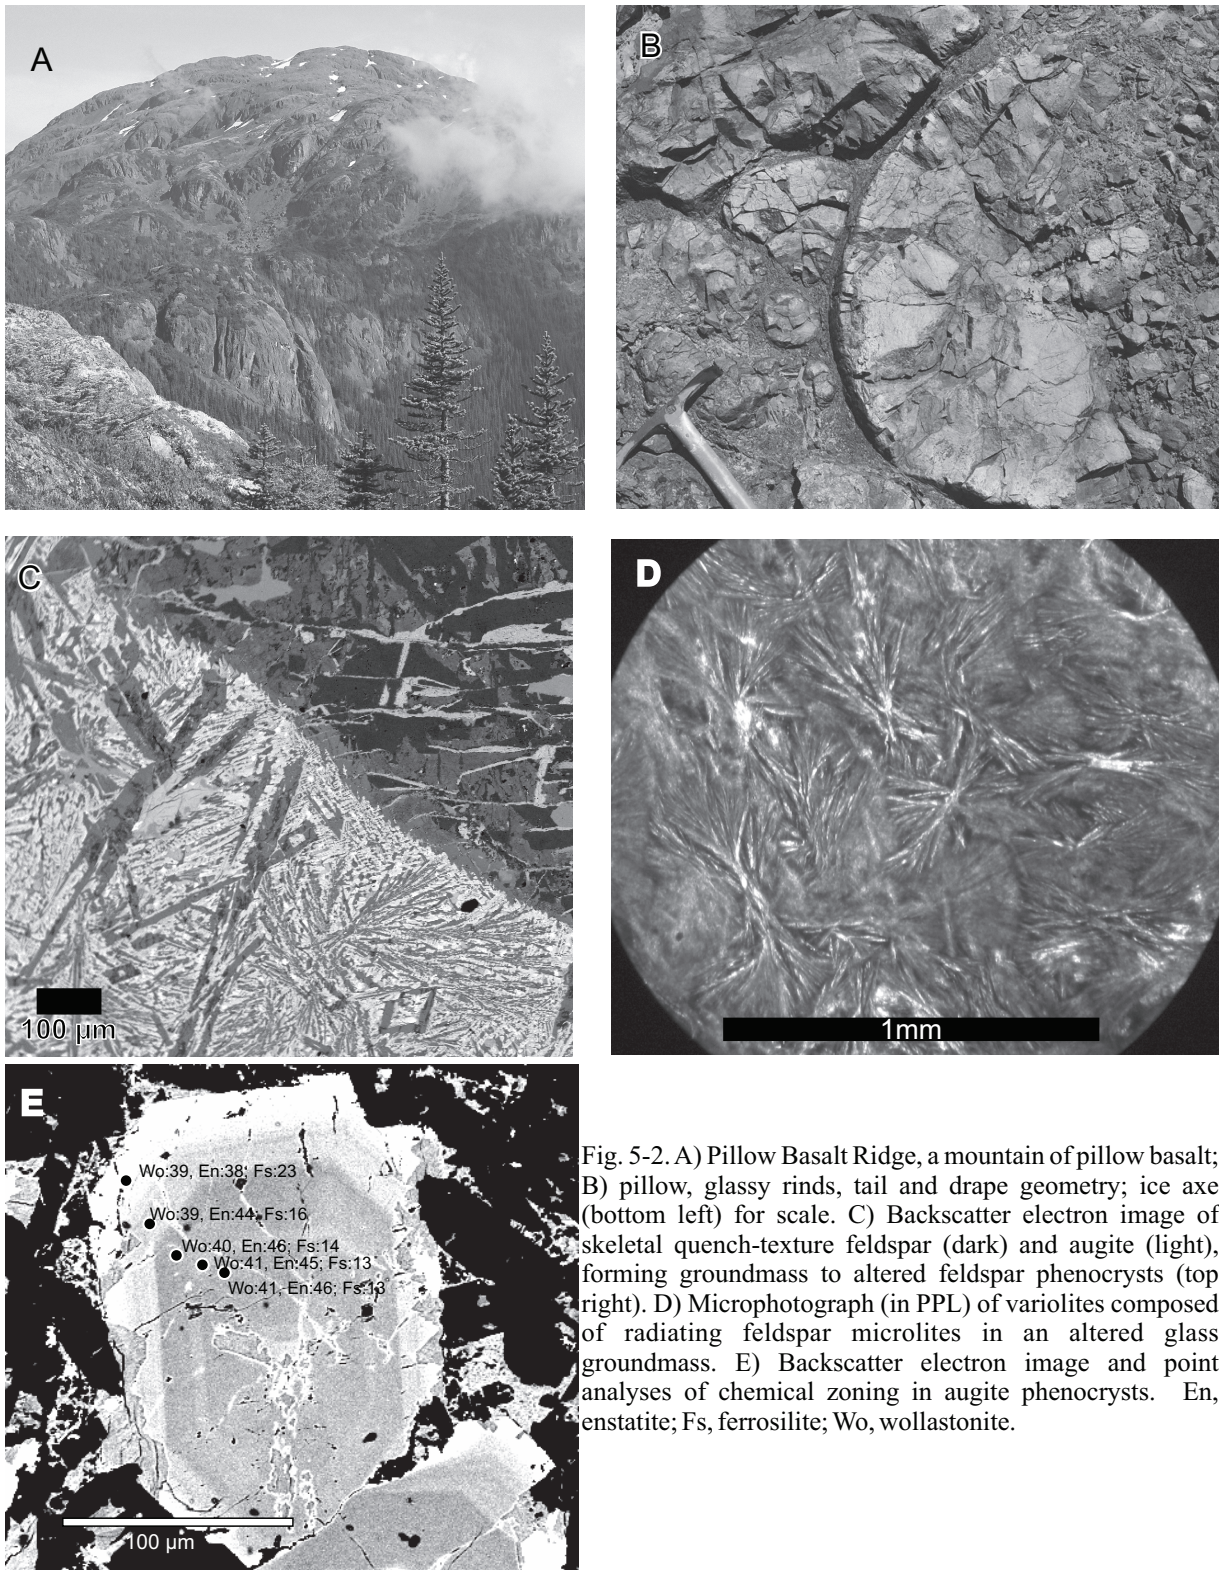 A
B
C
100 µm
D
1mm
E
Wo:39, En:38; Fs:23
Wo:39, En:44; Fs:16
Wo:40, En:46; Fs:14
Wo:41, En:45; Fs:13
Wo:41, En:46; Fs:13
100 µm
Fig. 5-2. A) Pillow Basalt Ridge, a mountain of pillow basalt;
B) pillow, glassy rinds, tail and drape geometry; ice axe
(bottom left) for scale. C) Backscatter electron image of
skeletal quench-texture feldspar (dark) and augite (light),
forming groundmass to altered feldspar phenocrysts (top
right). D) Microphotograph (in PPL) of variolites composed
of radiating feldspar microlites in an altered glass
groundmass. E) Backscatter electron image and point
analyses of chemical zoning in augite phenocrysts. En,
enstatite; Fs, ferrosilite; Wo, wollastonite.